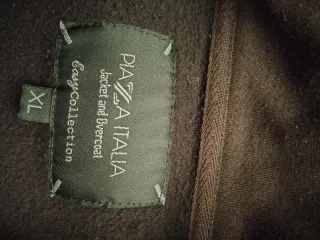 PIAZZA ITALIA
Jacket and Overcoat
Easy Collection
XL